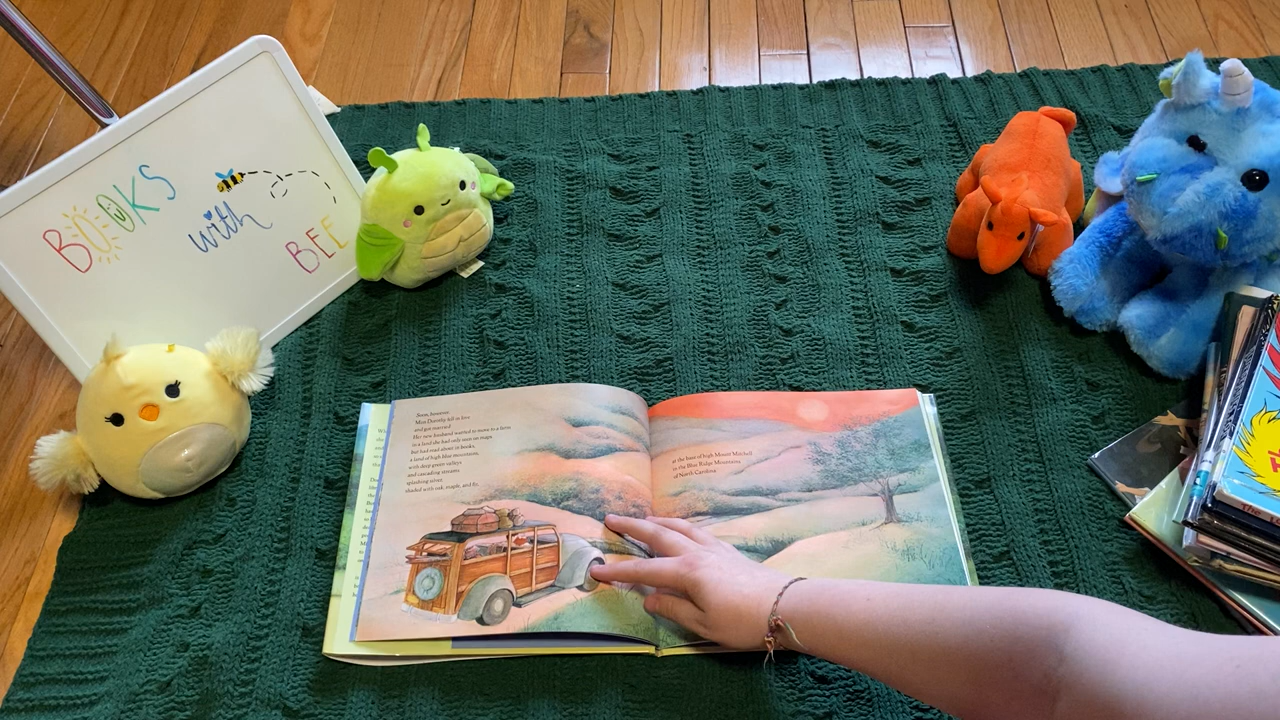 BOOKS
with
BEE
Soon, however,
Miss Dorothy fell in love
and got married.
Her new husband wanted to move to a place
in a land she had only seen on maps
but had read about in books,
a land of high blue mountains,
with deep green valleys
and cascading streams
splashing silver,
shaded with oak, maple, and fir,
at the base of high Mount Mitchell
in the Blue Ridge Mountains
of North Carolina.